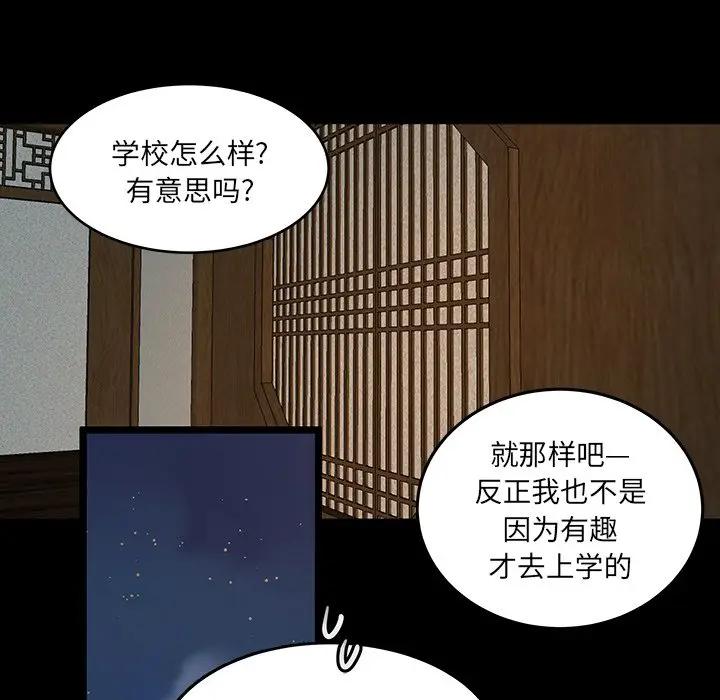 学校怎么样?
有意思吗?
就那样吧—
反正我也不是
因为有趣
才去上学的